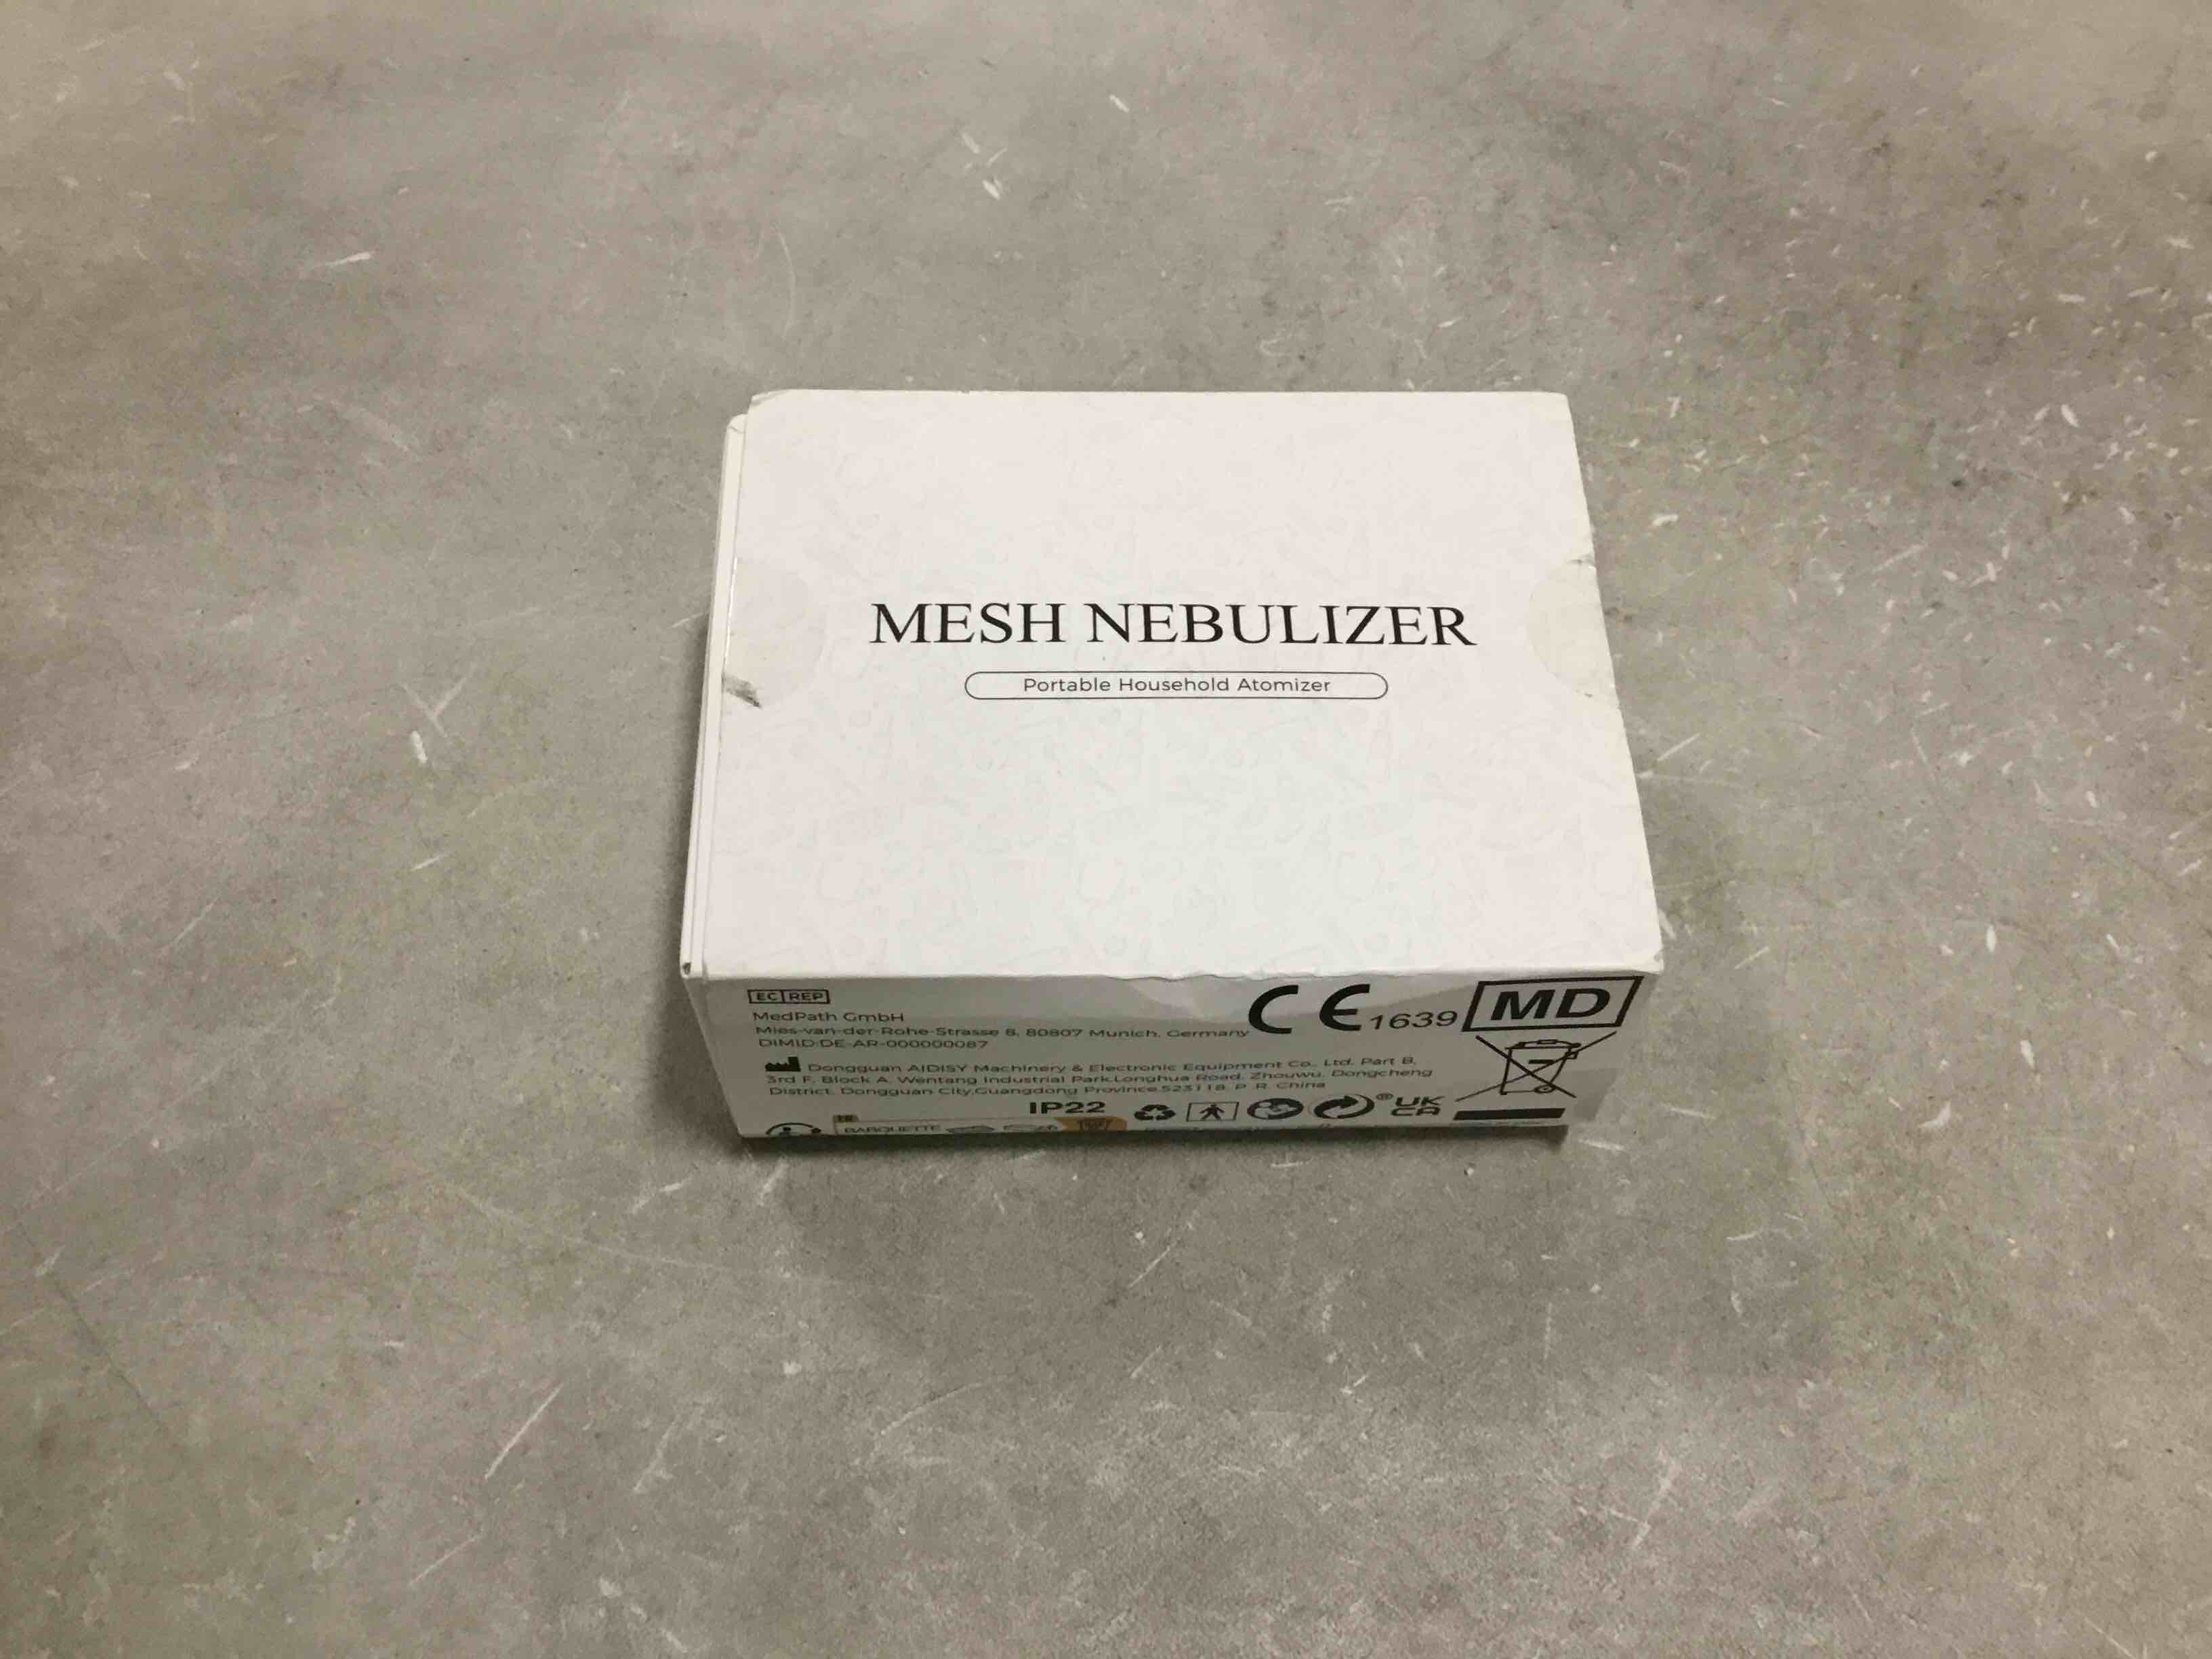 MESH NEBULIZER
Portable Household Atomizer
EC REP
MedPath GmbH
Mies-van-der-Rohe-Strasse 8, 80807 Munich, Germany
DIMID:DE-AR-000000087
CE 1639
MD
Dongguan AIDISY Machinery & Electronic Equipment Co., Ltd. Part B,
3rd F, Block A, Wentang Industrial Park,Longhua Road, Zhouwu, Dongcheng
District, Dongguan City,Guangdong Province,523118 P. R. China
IP22
UK
CA
BARQUETTE